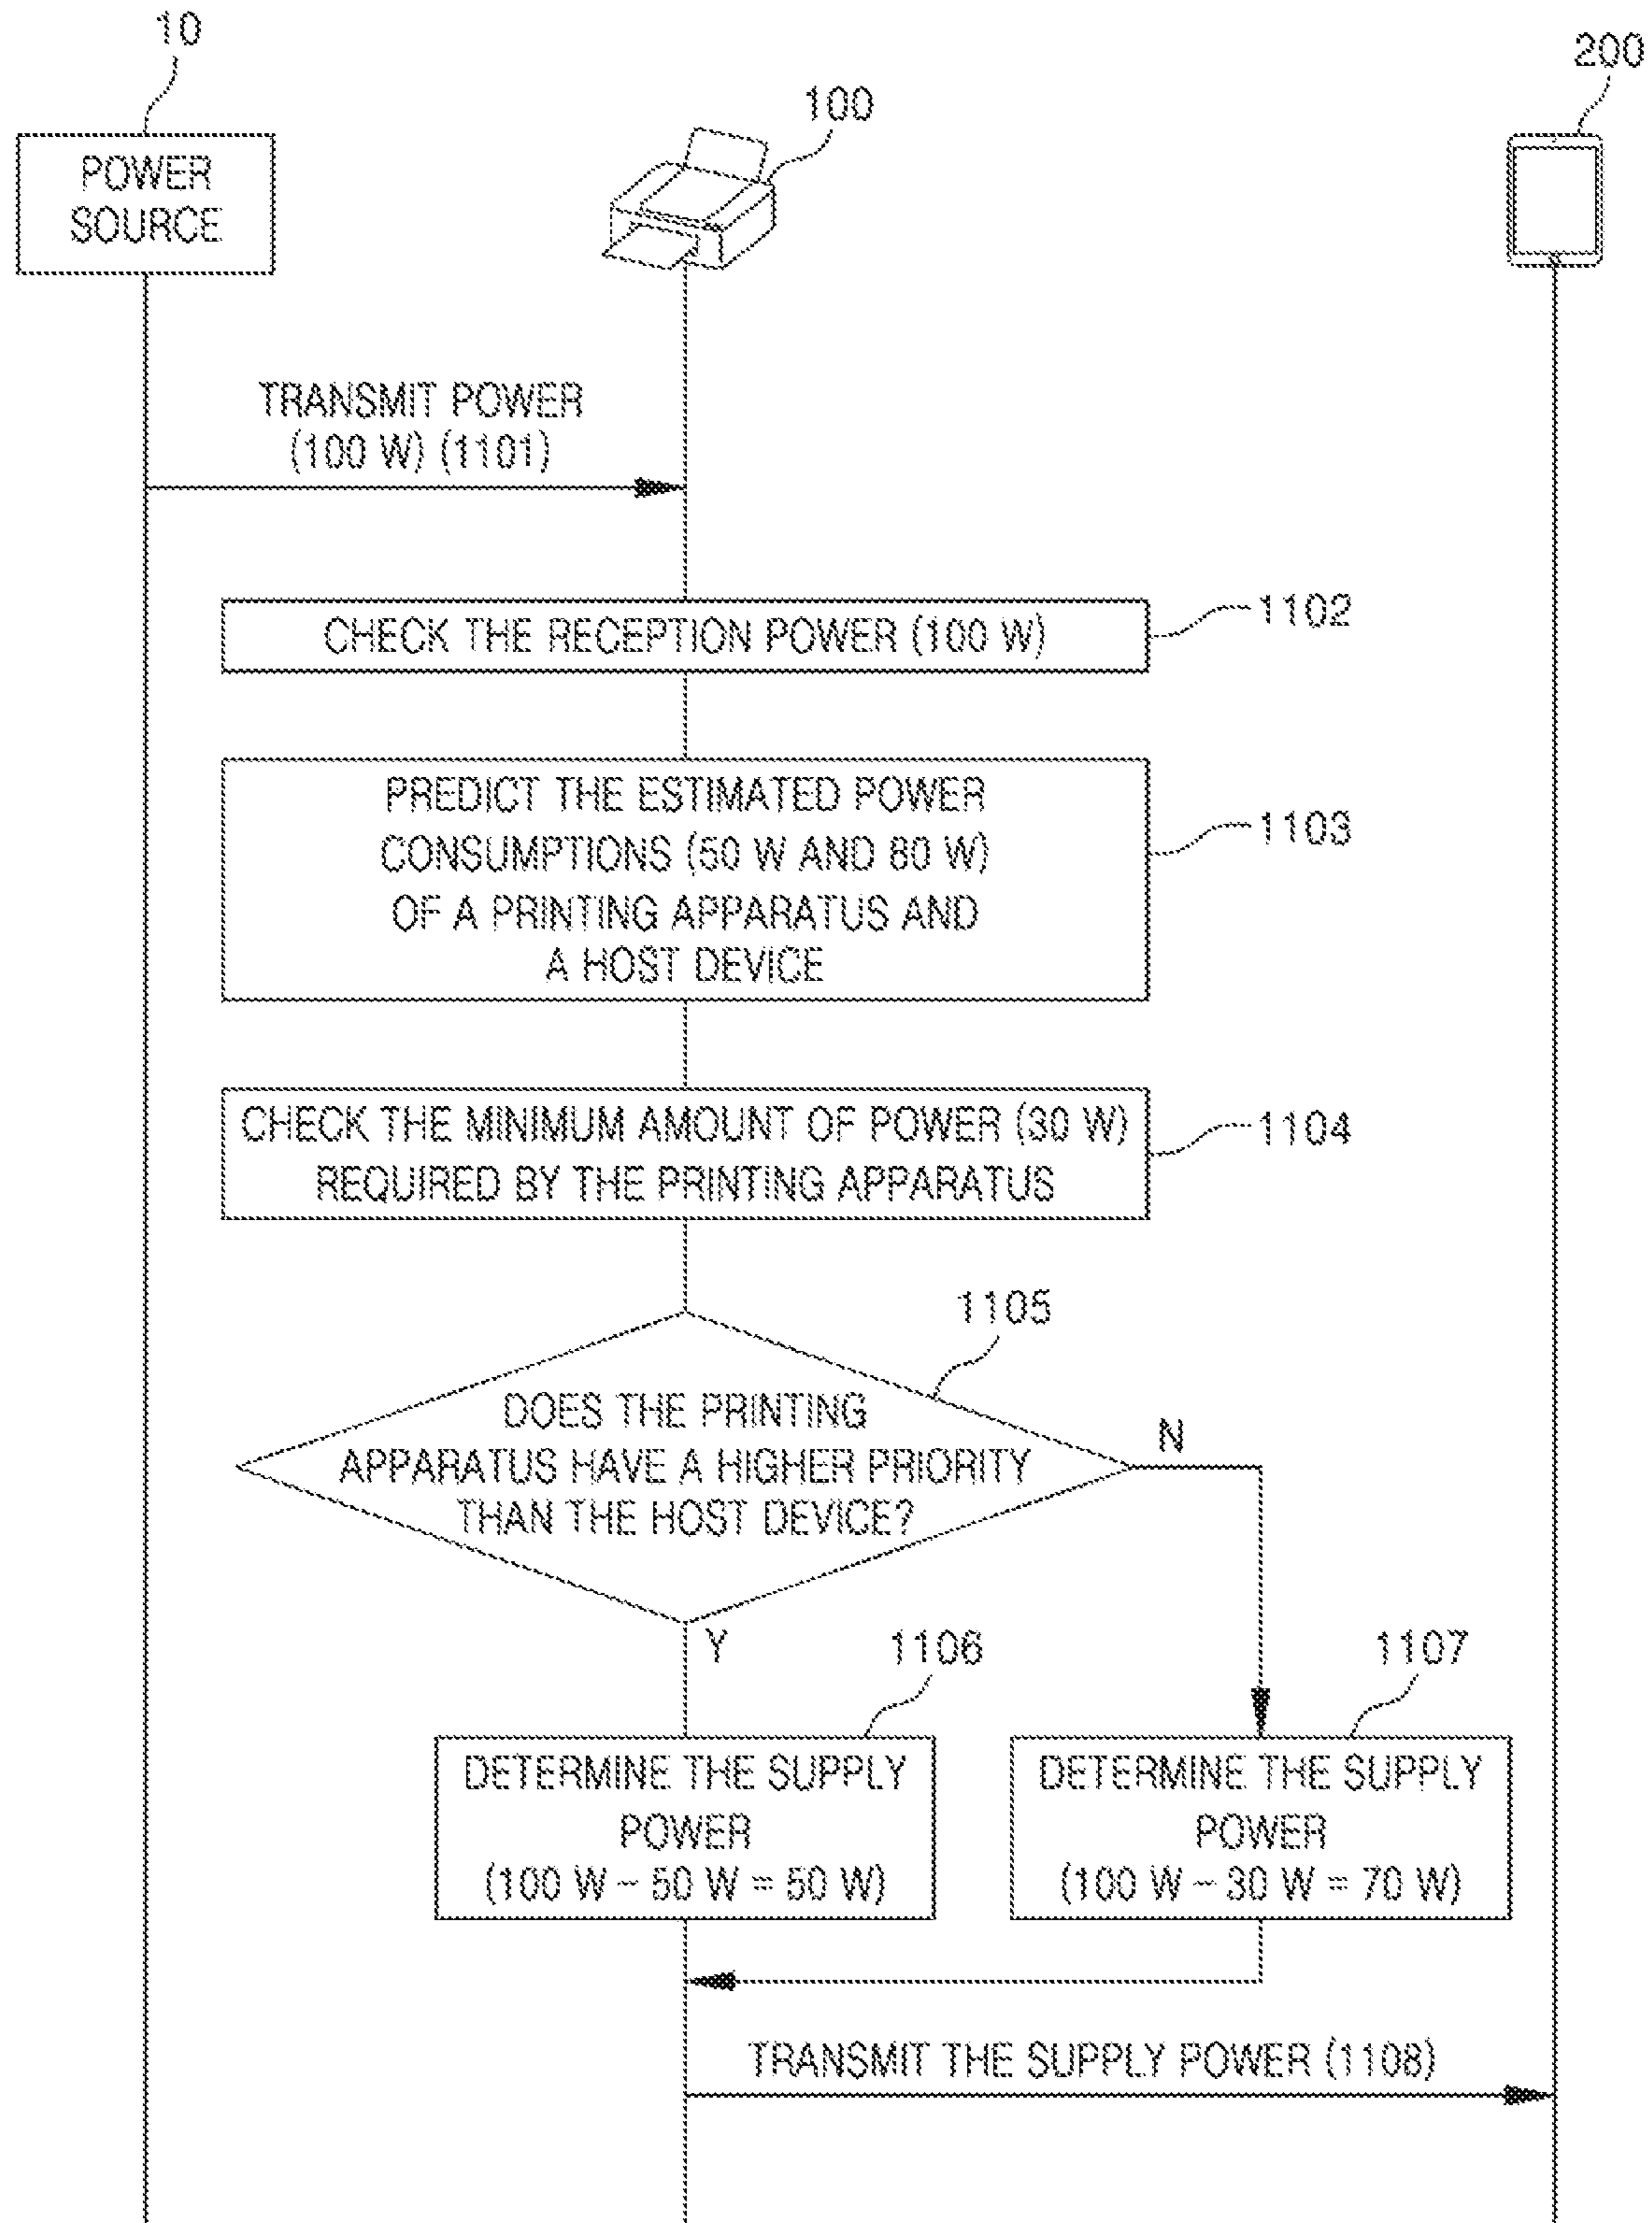 10
100
200
POWER
SOURCE
TRANSMIT POWER
(100 W) (1101)
CHECK THE RECEPTION POWER (100 W)
1102
PREDICT THE ESTIMATED POWER
CONSUMPTIONS (50 W AND 80 W)
OF A PRINTING APPARATUS AND
A HOST DEVICE
1103
CHECK THE MINIMUM AMOUNT OF POWER (30 W)
REQUIRED BY THE PRINTING APPARATUS
1104
1105
DOES THE PRINTING
APPARATUS HAVE A HIGHER PRIORITY
THAN THE HOST DEVICE?
N
Y
1106
1107
DETERMINE THE SUPPLY
POWER
(100 W - 50 W = 50 W)
DETERMINE THE SUPPLY
POWER
(100 W - 30 W = 70 W)
TRANSMIT THE SUPPLY POWER (1108)